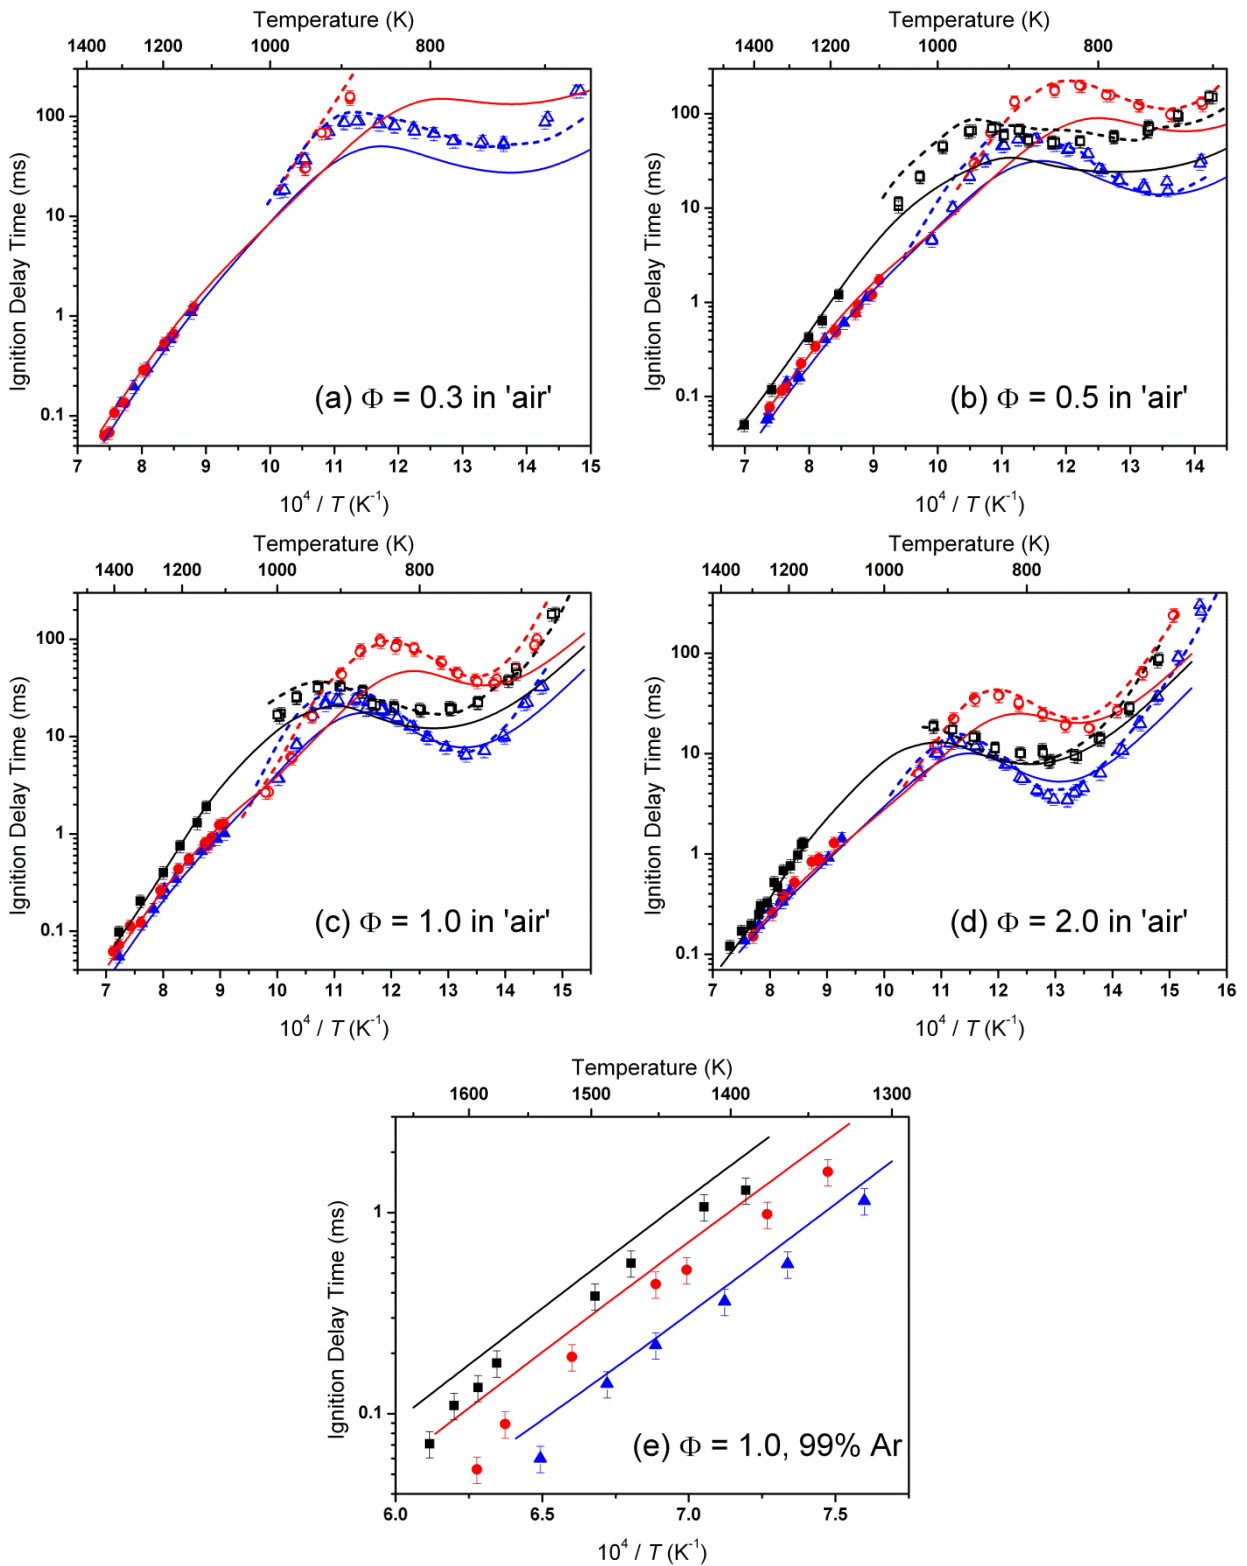 Temperature (K)
1400 1200 1000 800
Ignition Delay Time (ms)
100
10
1
0.1
(a) Φ = 0.3 in 'air'
7 8 9 10 11 12 13 14 15
10⁴ / T (K⁻¹)
Temperature (K)
1400 1200 1000 800
Ignition Delay Time (ms)
100
10
1
0.1
(b) Φ = 0.5 in 'air'
7 8 9 10 11 12 13 14
10⁴ / T (K⁻¹)
Temperature (K)
1400 1200 1000 800
Ignition Delay Time (ms)
100
10
1
0.1
(c) Φ = 1.0 in 'air'
7 8 9 10 11 12 13 14 15
10⁴ / T (K⁻¹)
Temperature (K)
1400 1200 1000 800
Ignition Delay Time (ms)
100
10
1
0.1
(d) Φ = 2.0 in 'air'
7 8 9 10 11 12 13 14 15 16
10⁴ / T (K⁻¹)
Temperature (K)
1600 1500 1400 1300
Ignition Delay Time (ms)
1
0.1
(e) Φ = 1.0, 99% Ar
6.0 6.5 7.0 7.5
10⁴ / T (K⁻¹)